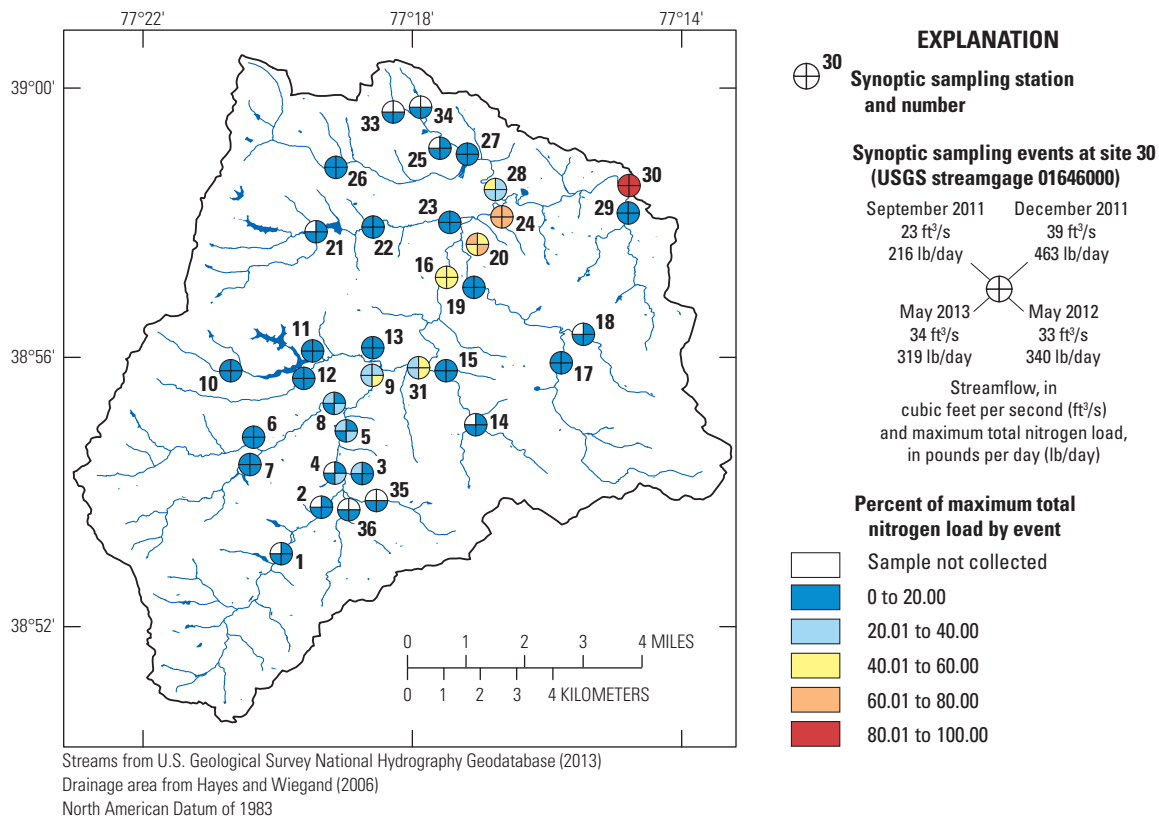 77°22'
77°18'
77°14'
39°00'
38°56'
38°52'
33
34
25
27
26
28
30
29
23
24
21
22
20
16
19
18
11
13
10
12
9
31
15
17
8
14
6
5
7
4
3
2
35
36
1
0 1 2 3 4 MILES
0 1 2 3 4 KILOMETERS
Streams from U.S. Geological Survey National Hydrography Geodatabase (2013)
Drainage area from Hayes and Wiegand (2006)
North American Datum of 1983
EXPLANATION
30
Synoptic sampling station
and number
Synoptic sampling events at site 30
(USGS streamgage 01646000)
September 2011
23 ft³/s
216 lb/day
December 2011
39 ft³/s
463 lb/day
May 2013
34 ft³/s
319 lb/day
May 2012
33 ft³/s
340 lb/day
Streamflow, in
cubic feet per second (ft³/s)
and maximum total nitrogen load,
in pounds per day (lb/day)
Percent of maximum total
nitrogen load by event
Sample not collected
0 to 20.00
20.01 to 40.00
40.01 to 60.00
60.01 to 80.00
80.01 to 100.00